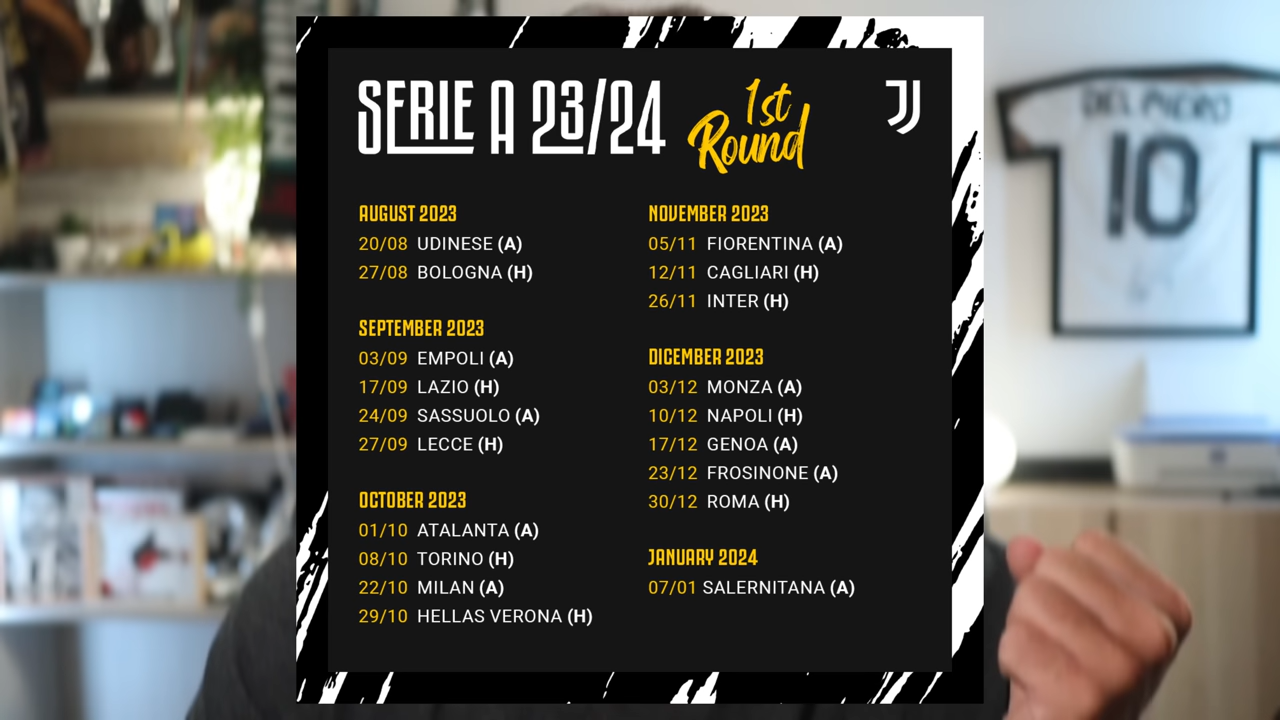 SERIE A 23/24
1st
Round
AUGUST 2023
20/08 UDINESE (A)
27/08 BOLOGNA (H)
SEPTEMBER 2023
03/09 EMPOLI (A)
17/09 LAZIO (H)
24/09 SASSUOLO (A)
27/09 LECCE (H)
OCTOBER 2023
01/10 ATALANTA (A)
08/10 TORINO (H)
22/10 MILAN (A)
29/10 HELLAS VERONA (H)
NOVEMBER 2023
05/11 FIORENTINA (A)
12/11 CAGLIARI (H)
26/11 INTER (H)
DICEMBER 2023
03/12 MONZA (A)
10/12 NAPOLI (H)
17/12 GENOA (A)
23/12 FROSINONE (A)
30/12 ROMA (H)
JANUARY 2024
07/01 SALERNITANA (A)
DEL PIERO
10